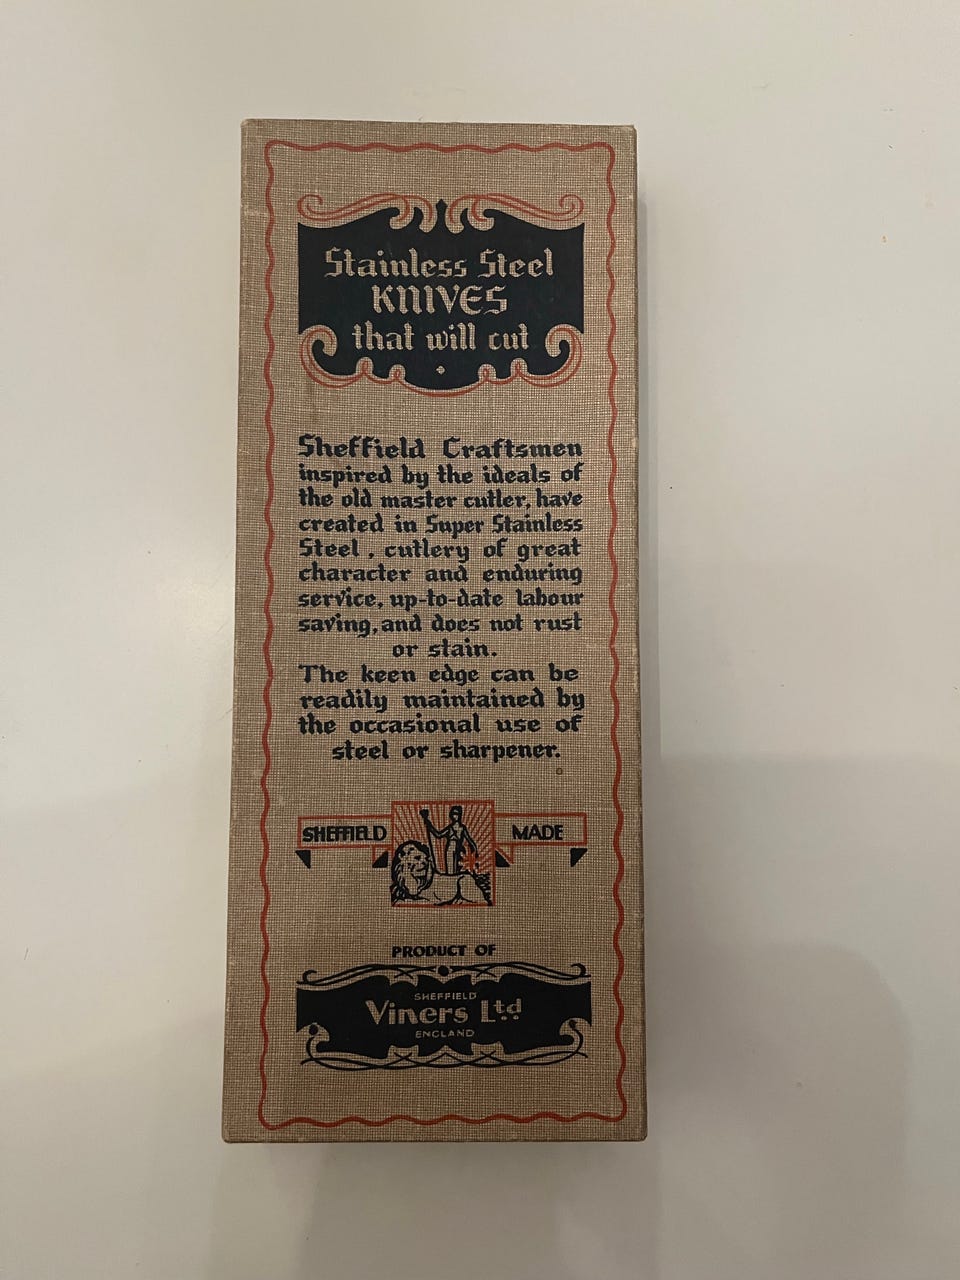 Stainless Steel
KNIVES
that will cut
Sheffield Craftsmen
inspired by the ideals of
the old master cutler, have
created in Super Stainless
Steel, cutlery of great
character and enduring
service, up-to-date labour
saving, and does not rust
or stain.
The keen edge can be
readily maintained by
the occasional use of
steel or sharpener.
SHEFFIELD MADE
PRODUCT OF
SHEFFIELD
Viners Ltd
ENGLAND